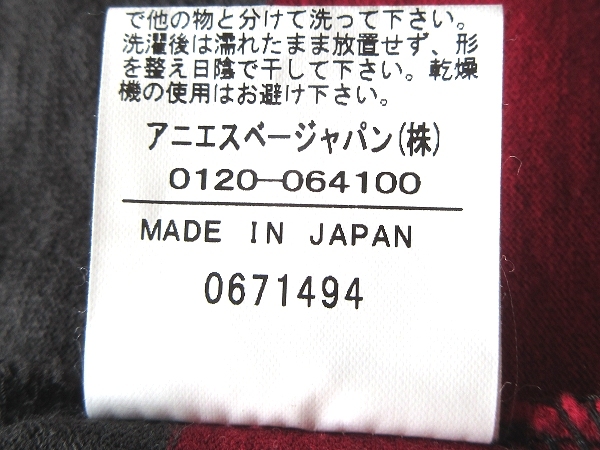 で他の物と分けて洗って下さい。
洗濯後は濡れたまま放置せず、形
を整え日陰で干して下さい。乾燥
機の使用はお避け下さい。
アニエスベージャパン(株)
0120-064100
MADE IN JAPAN
0671494